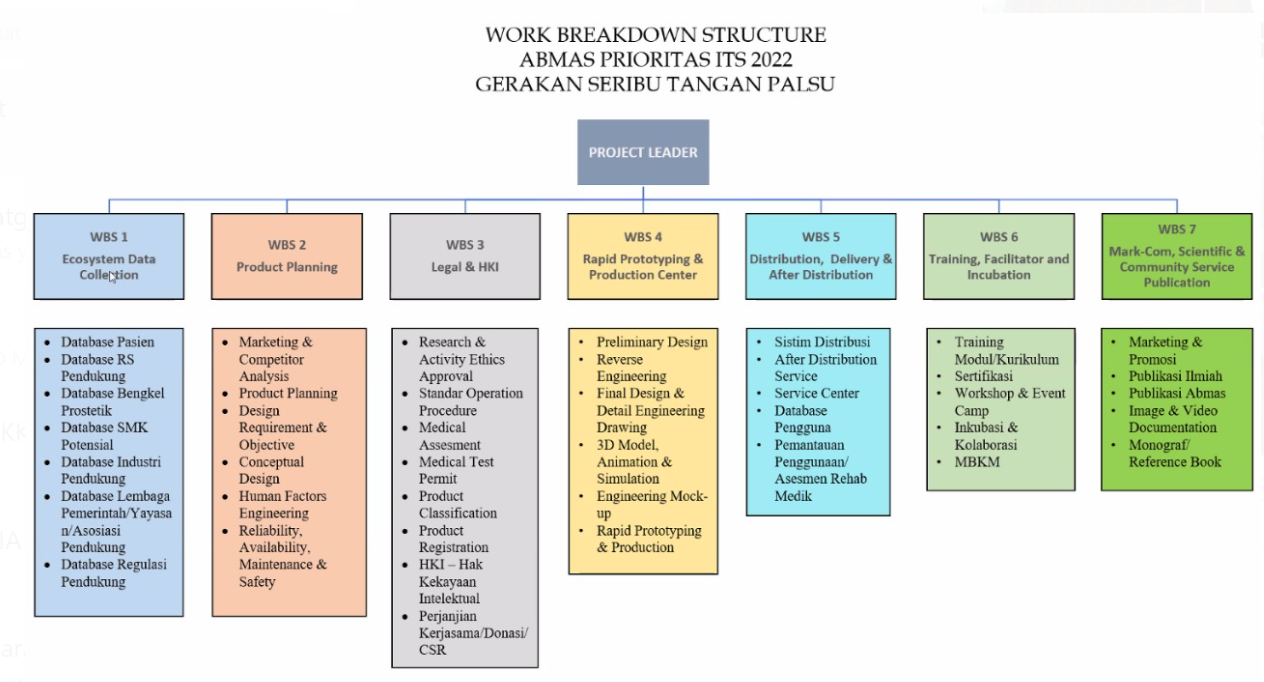 WORK BREAKDOWN STRUCTURE
ABMAS PRIORITAS ITS 2022
GERAKAN SERIBU TANGAN PALSU
PROJECT LEADER
WBS 1
Ecosystem Data
Collection
WBS 2
Product Planning
WBS 3
Legal & HKI
WBS 4
Rapid Prototyping &
Production Center
WBS 5
Distribution, Delivery &
After Distribution
WBS 6
Training, Facilitator and
Incubation
WBS 7
Mark-Com, Scientific &
Community Service
Publication
• Database Pasien
• Database RS
Pendukung
• Database Bengkel
Prostetik
• Database SMK
Potensial
• Database Industri
Pendukung
• Database Lembaga
Pemerintah/Yayasa
n/Asosiasi
Pendukung
• Database Regulasi
Pendukung
• Marketing &
Competitor
Analysis
• Product Planning
• Design
Requirement &
Objective
• Conceptual
Design
• Human Factors
Engineering
• Reliability,
Availability,
Maintenance &
Safety
• Research &
Activity Ethics
Approval
• Standar Operation
Procedure
• Medical
Assesment
• Medical Test
Permit
• Product
Classification
• Product
Registration
• HKI – Hak
Kekayaan
Intelektual
• Perjanjian
Kerjasama/Donasi/
CSR
• Preliminary Design
• Reverse
Engineering
• Final Design &
Detail Engineering
Drawing
• 3D Model,
Animation &
Simulation
• Engineering Mock-
up
• Rapid Prototyping
& Production
• Sistim Distribusi
• After Distribution
Service
• Service Center
• Database
Pengguna
• Pemantauan
Penggunaan/
Asesmen Rehab
Medik
• Training
Modul/Kurikulum
• Sertifikasi
• Workshop & Event
Camp
• Inkubasi &
Kolaborasi
• MBKM
• Marketing &
Promosi
• Publikasi Ilmiah
• Publikasi Abmas
• Image & Video
Documentation
• Monograf/
Reference Book